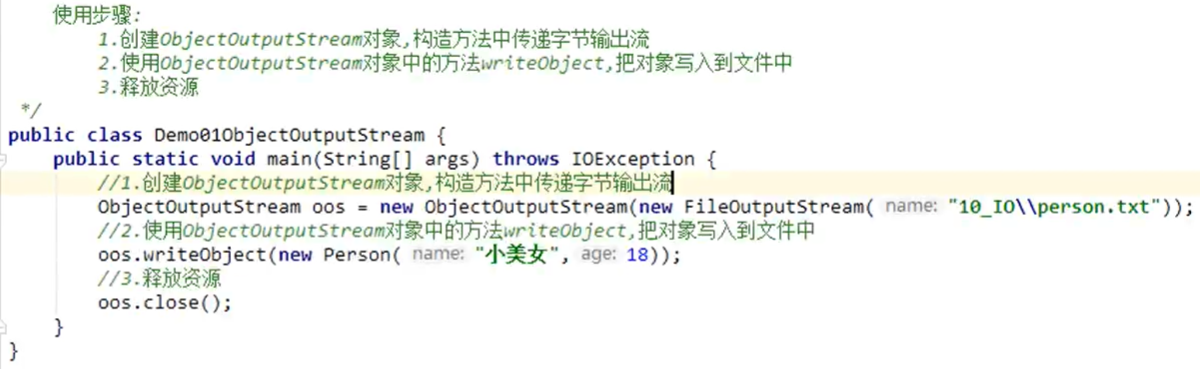 使用步骤:
1.创建ObjectOutputStream对象,构造方法中传递字节输出流
2.使用ObjectOutputStream对象中的方法writeObject,把对象写入到文件中
3.释放资源
*/
public class Demo01ObjectOutputStream {
public static void main(String[] args) throws IOException {
//1.创建ObjectOutputStream对象,构造方法中传递字节输出流
ObjectOutputStream oos = new ObjectOutputStream(new FileOutputStream( name: "10_IO\\person.txt"));
//2.使用ObjectOutputStream对象中的方法writeObject,把对象写入到文件中
oos.writeObject(new Person( name: "小美女", age: 18));
//3.释放资源
oos.close();
}
}